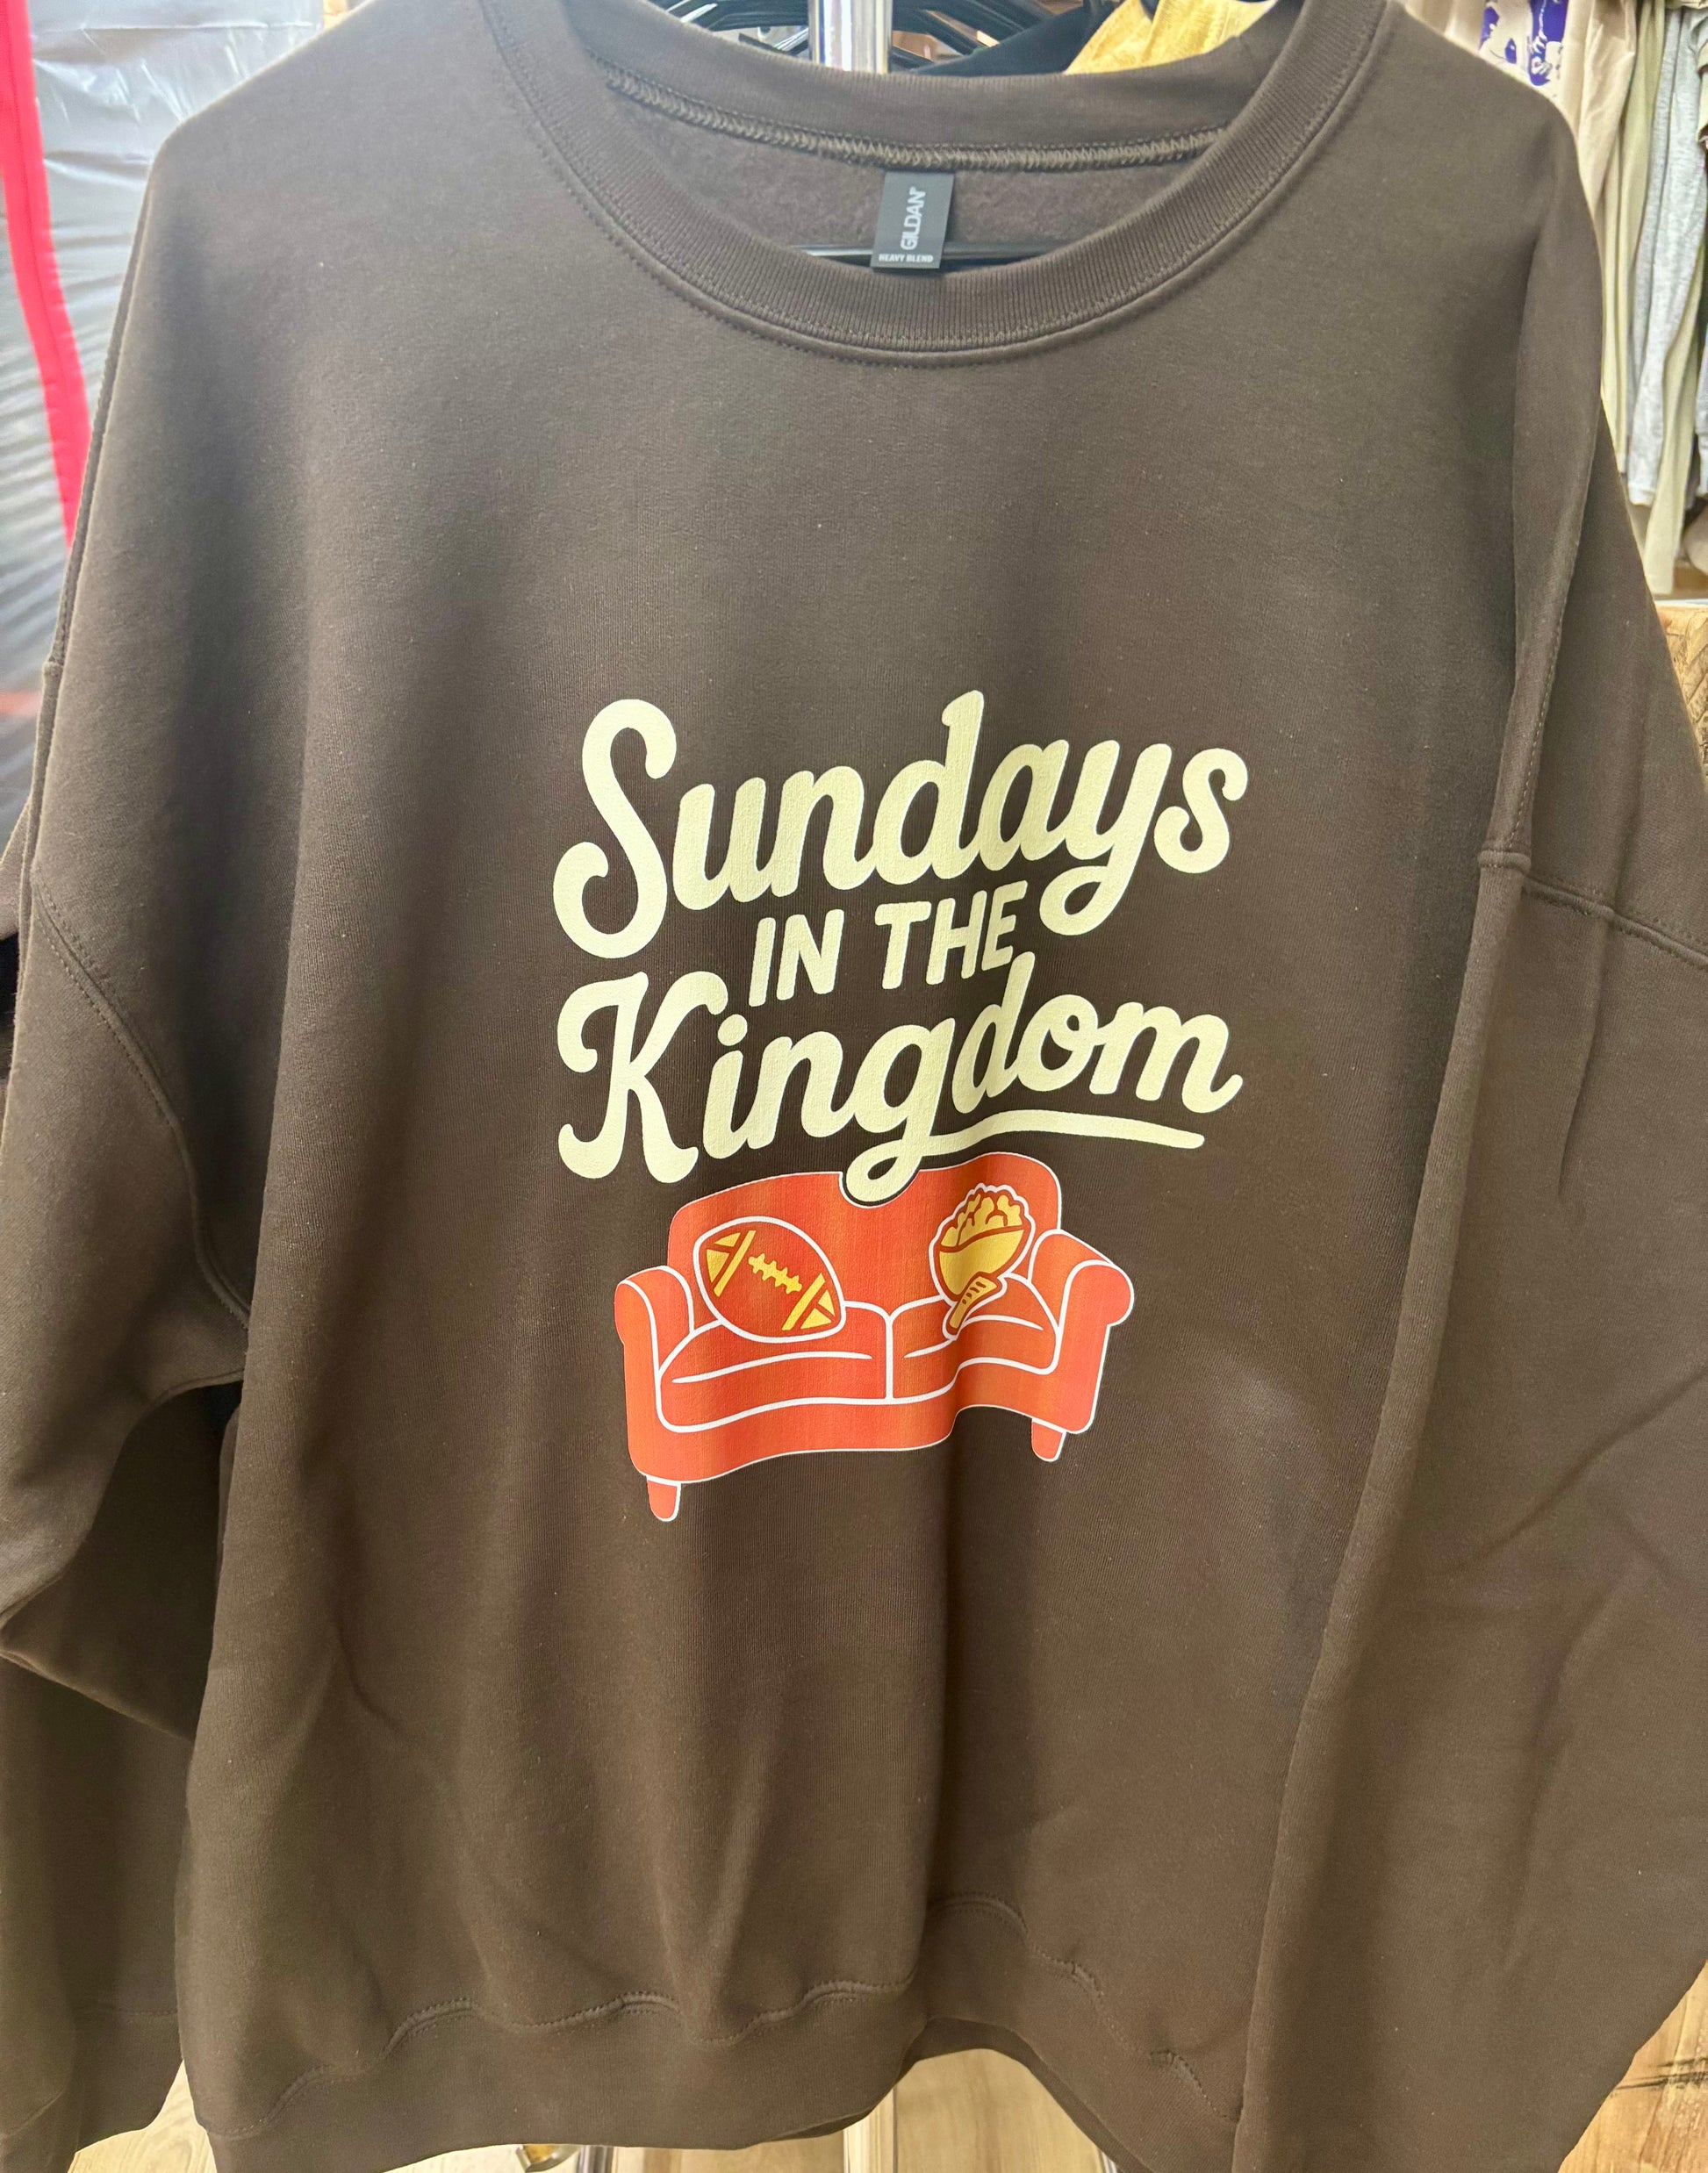 GILDAN
HEAVY BLEND
Sundays
IN THE
Kingdom